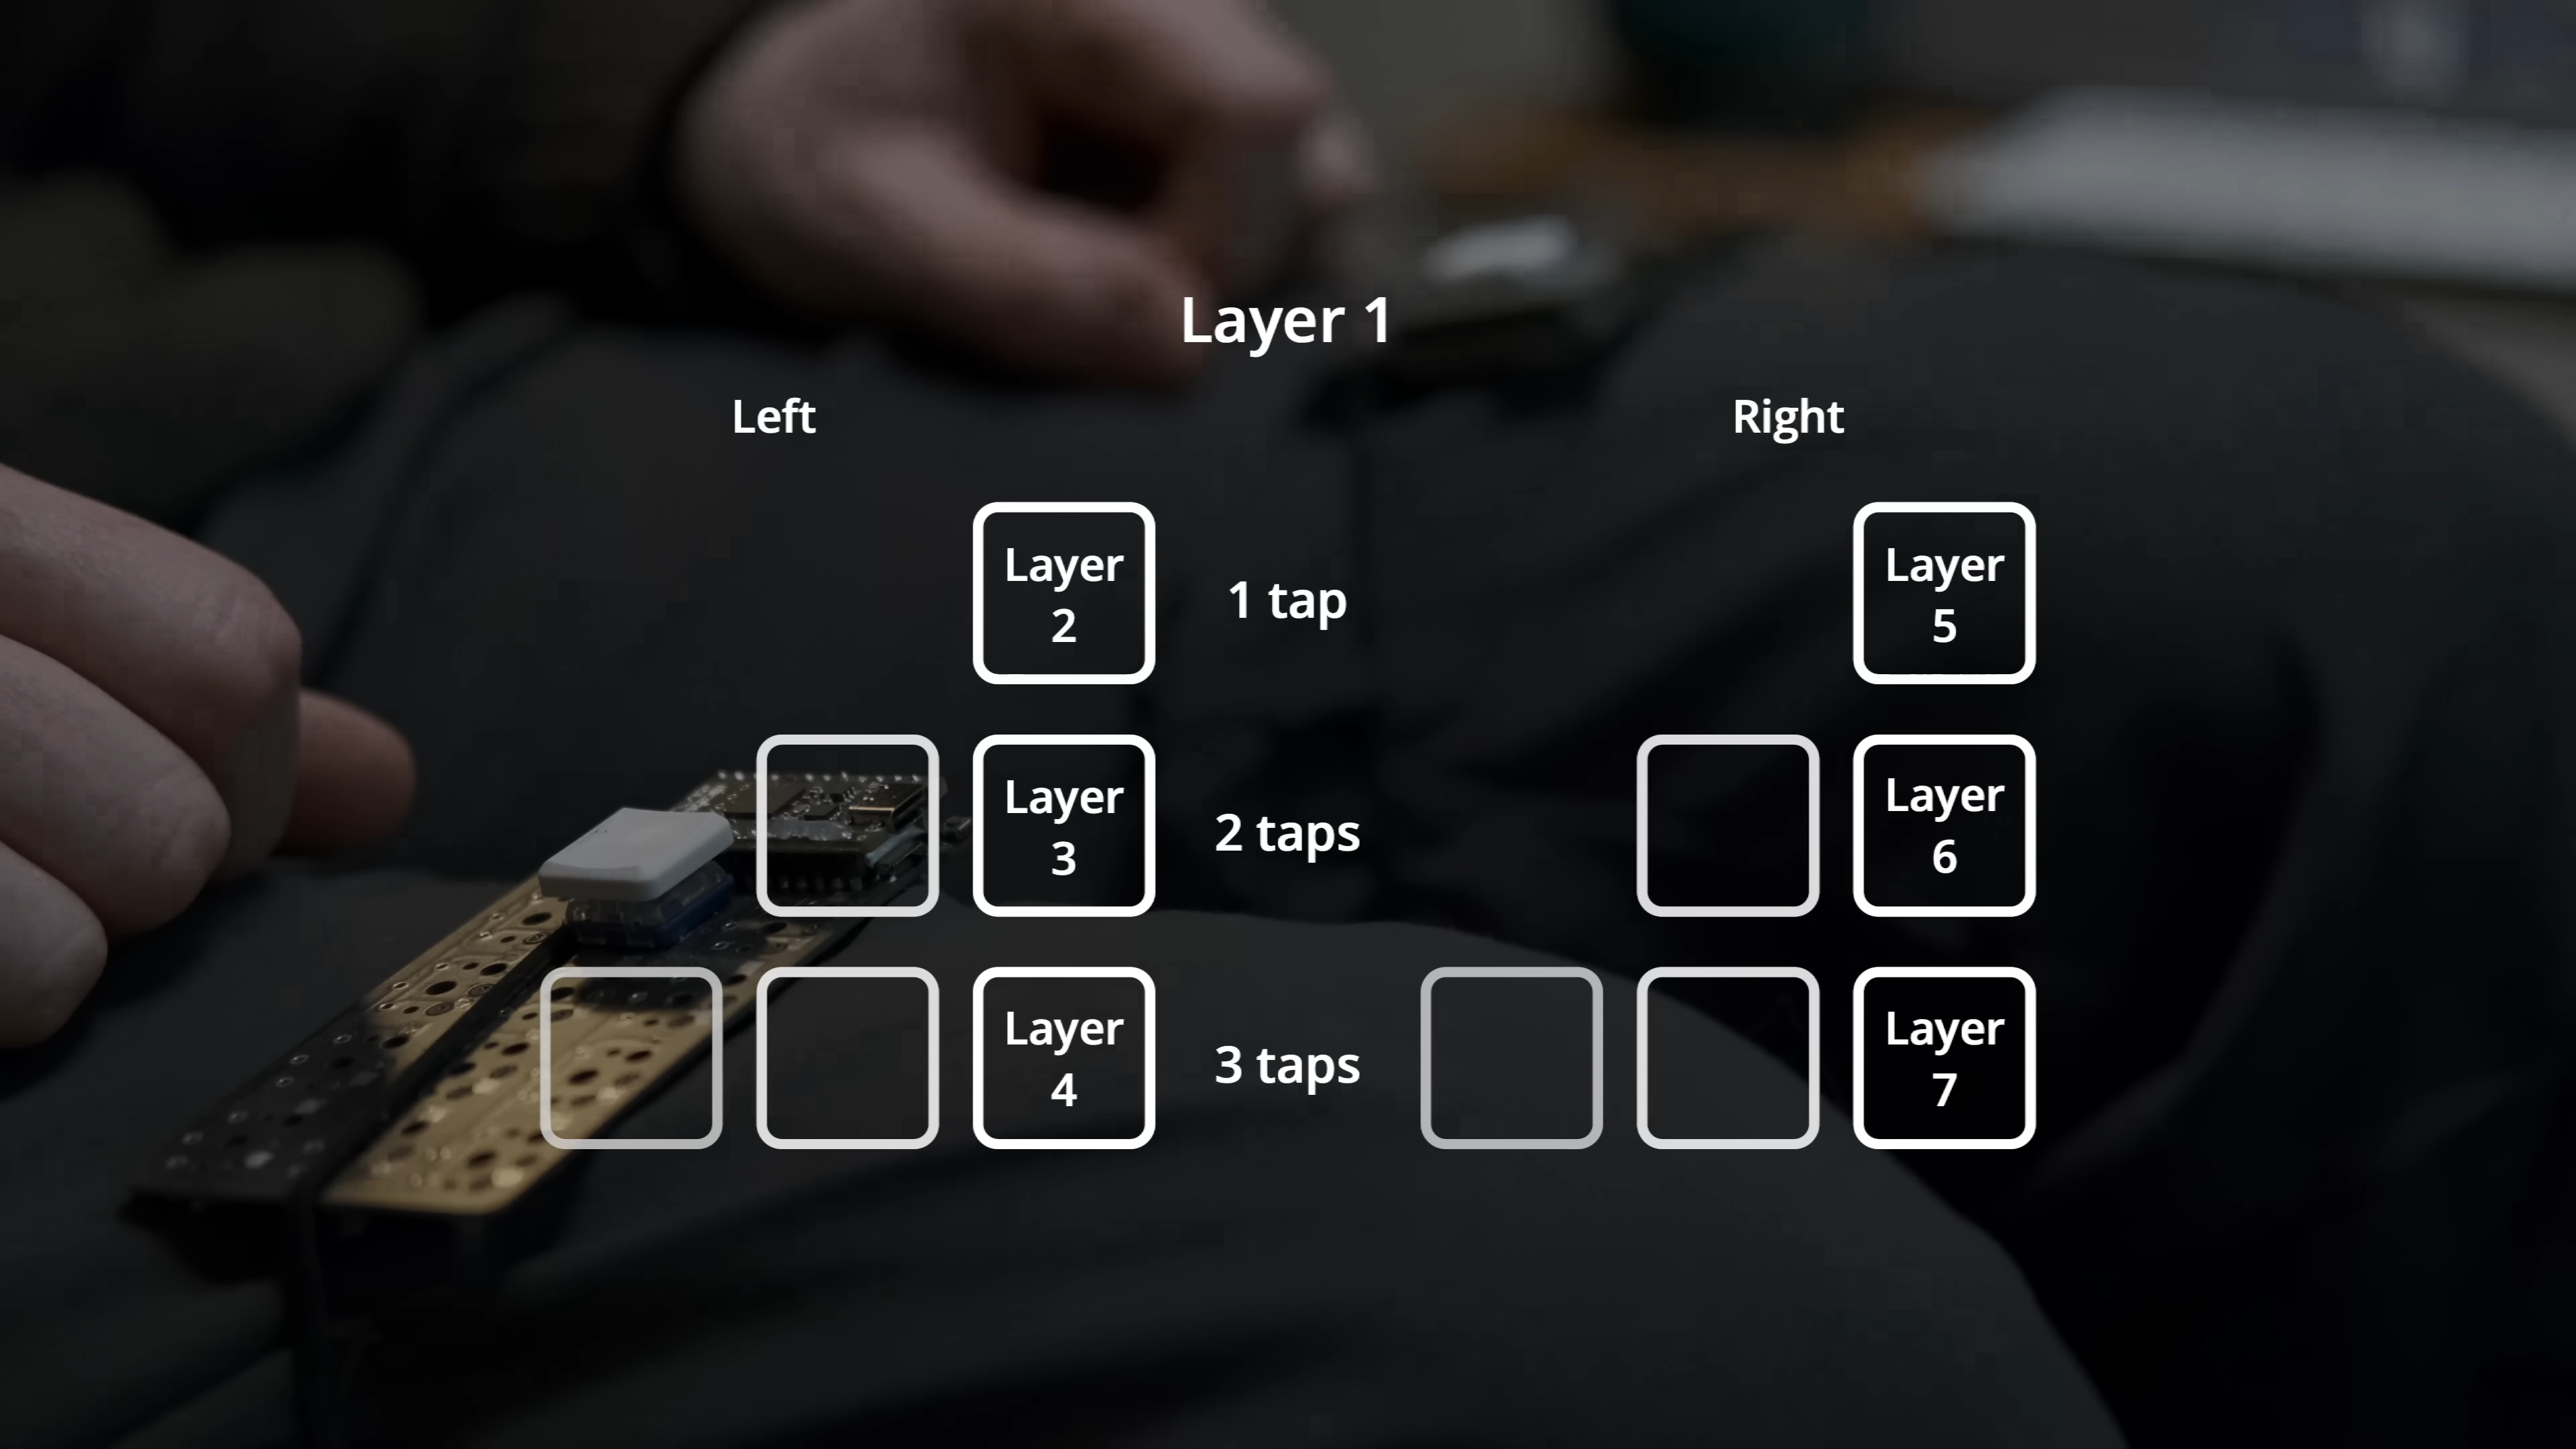 Layer 1
Left
Right
Layer
2
1 tap
Layer
5
Layer
3
2 taps
Layer
6
Layer
4
3 taps
Layer
7